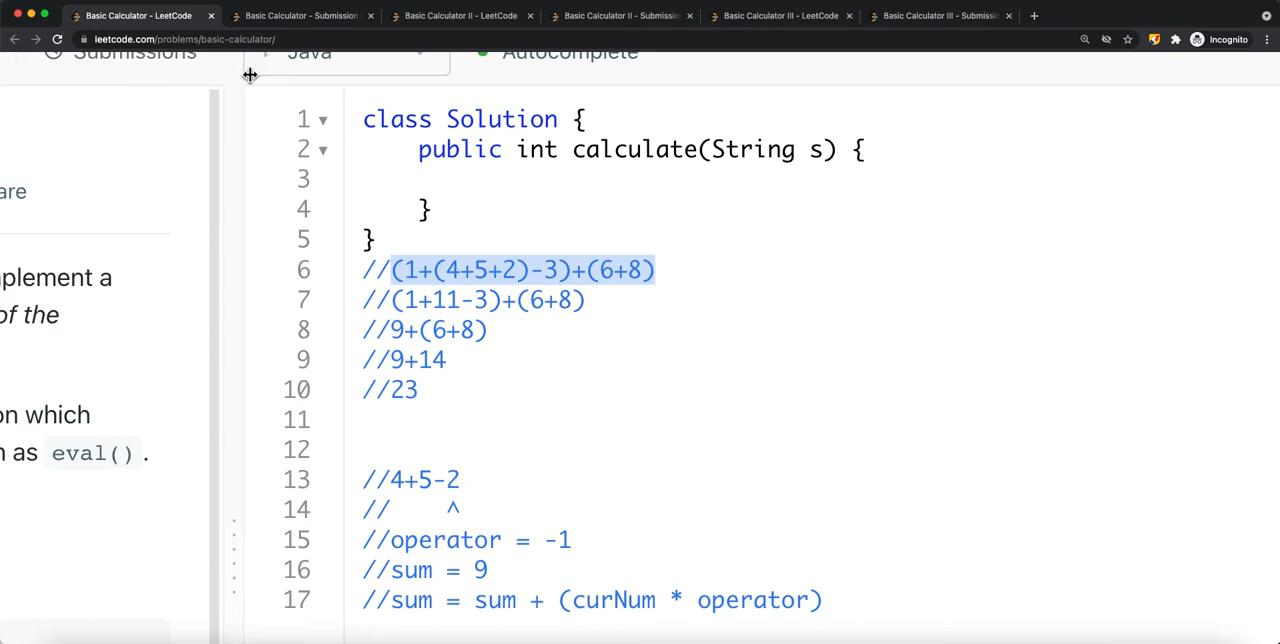 Basic Calculator - LeetCode
Basic Calculator - Submission
Basic Calculator II - LeetCode
Basic Calculator II - Submissio
Basic Calculator III - LeetCode
Basic Calculator III - Submissio
leetcode.com/problems/basic-calculator/
Incognito
Submissions
Java
Autocomplete
are
nplement a
of the
on which
n as eval() .
1 class Solution {
2 public int calculate(String s) {
3
4 }
5 }
6 //(1+(4+5+2)-3)+(6+8)
7 //(1+11-3)+(6+8)
8 //9+(6+8)
9 //9+14
10 //23
11
12
13 //4+5-2
14 // ^
15 //operator = -1
16 //sum = 9
17 //sum = sum + (curNum * operator)